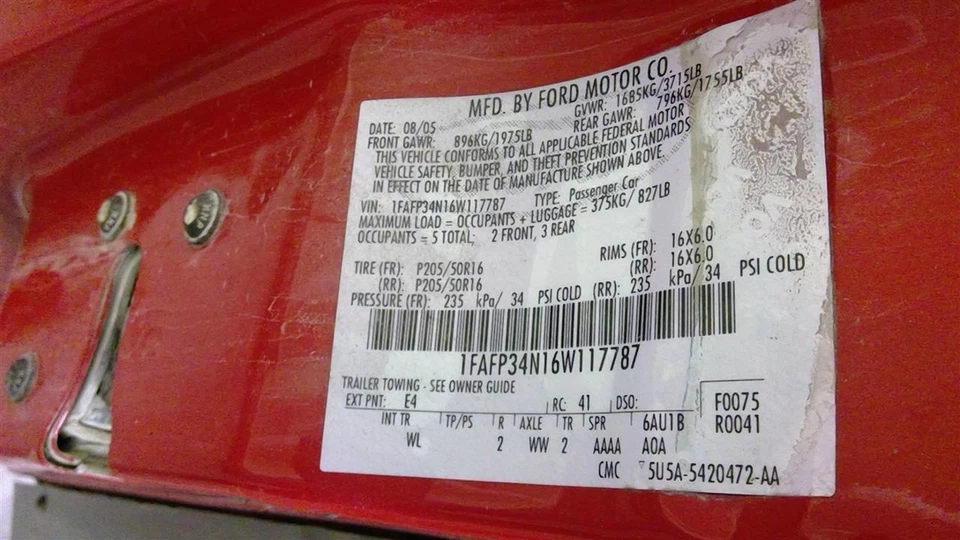 MFD. BY FORD MOTOR CO.
DATE: 08/05 GVWR: 1685KG/3715LB
FRONT GAWR: 896KG/1975LB REAR GAWR: 796KG/1755LB
THIS VEHICLE CONFORMS TO ALL APPLICABLE FEDERAL MOTOR
VEHICLE SAFETY, BUMPER, AND THEFT PREVENTION STANDARDS
IN EFFECT ON THE DATE OF MANUFACTURE SHOWN ABOVE
VIN: 1FAFP34N16W117787 TYPE: Passenger Car
MAXIMUM LOAD = OCCUPANTS + LUGGAGE = 375KG/ 827LB
OCCUPANTS = 5 TOTAL; 2 FRONT, 3 REAR
TIRE (FR): P205/50R16 RIMS (FR): 16X6.0
(RR): P205/50R16 (RR): 16X6.0
PRESSURE (FR): 235 kPa/ 34 PSI COLD (RR): 235 kPa/ 34 PSI COLD
1FAFP34N16W117787
TRAILER TOWING - SEE OWNER GUIDE
EXT PNT: E4 RC: 41 DSO: F0075
INT TR TP/PS R AXLE TR SPR 6AU1B R0041
WL 2 WW 2 AAAA A0A
CMC 5U5A-5420472-AA